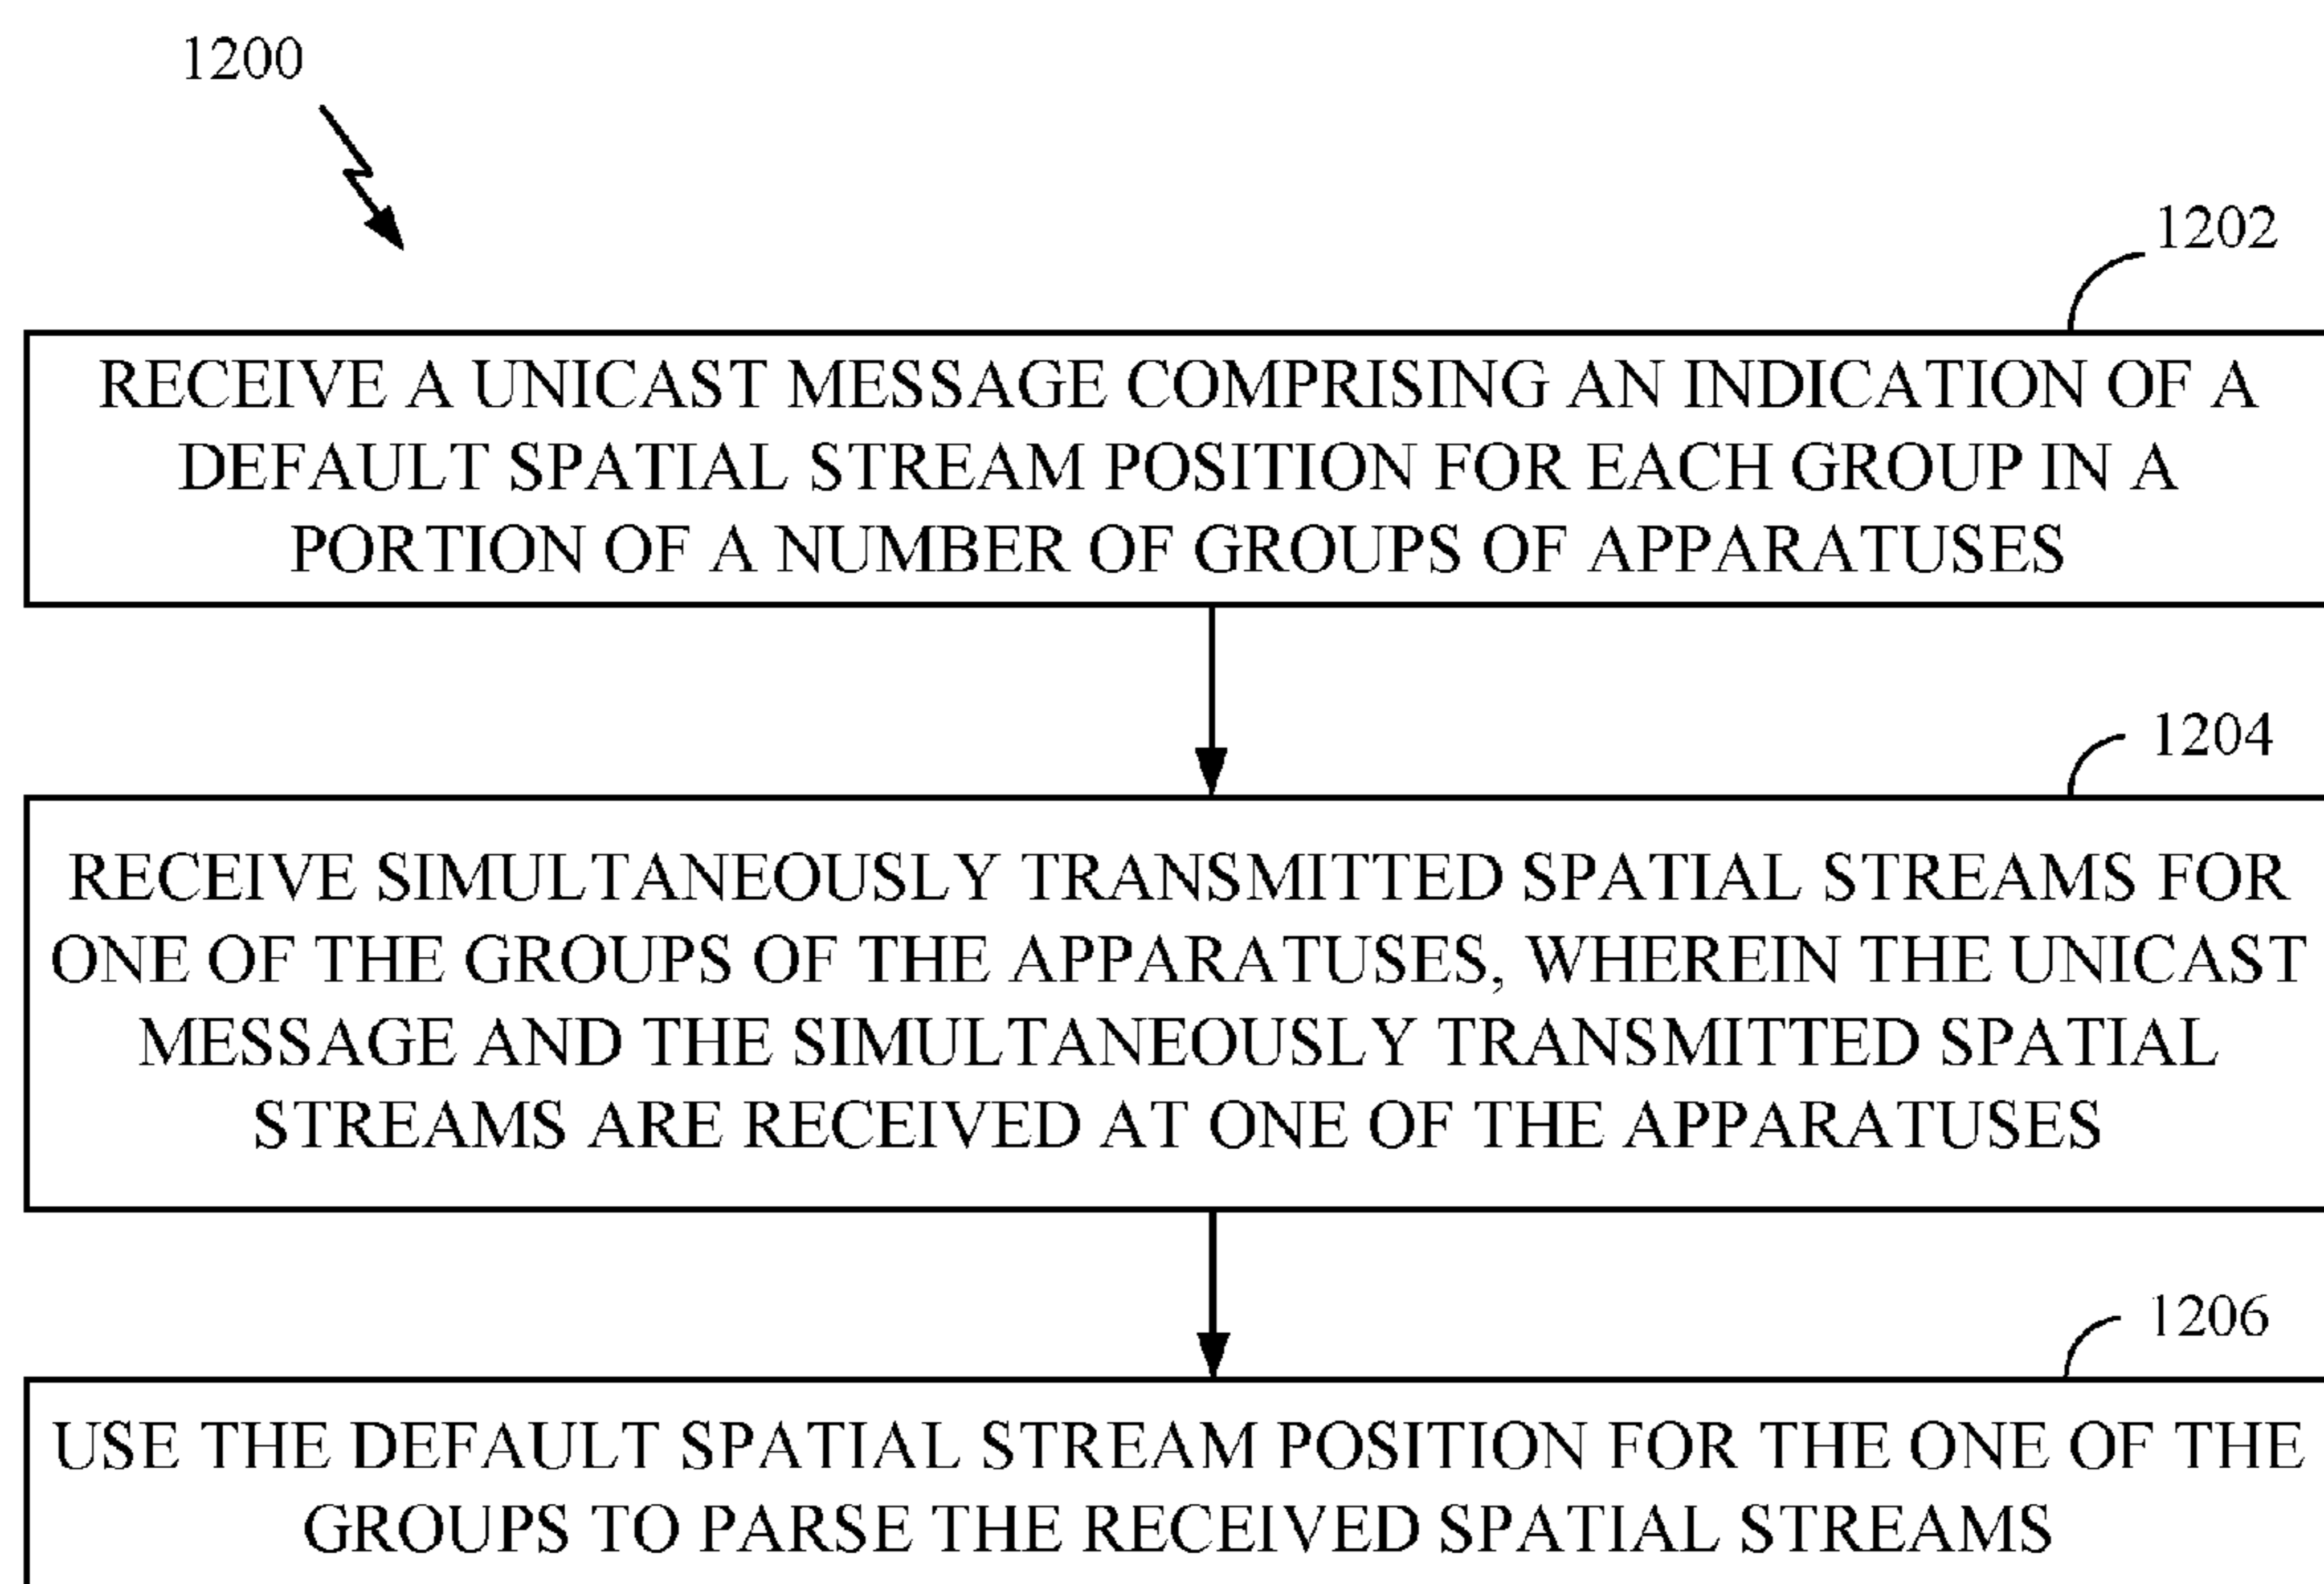 1200
1202
RECEIVE A UNICAST MESSAGE COMPRISING AN INDICATION OF A
DEFAULT SPATIAL STREAM POSITION FOR EACH GROUP IN A
PORTION OF A NUMBER OF GROUPS OF APPARATUSES
1204
RECEIVE SIMULTANEOUSLY TRANSMITTED SPATIAL STREAMS FOR
ONE OF THE GROUPS OF THE APPARATUSES, WHEREIN THE UNICAST
MESSAGE AND THE SIMULTANEOUSLY TRANSMITTED SPATIAL
STREAMS ARE RECEIVED AT ONE OF THE APPARATUSES
1206
USE THE DEFAULT SPATIAL STREAM POSITION FOR THE ONE OF THE
GROUPS TO PARSE THE RECEIVED SPATIAL STREAMS